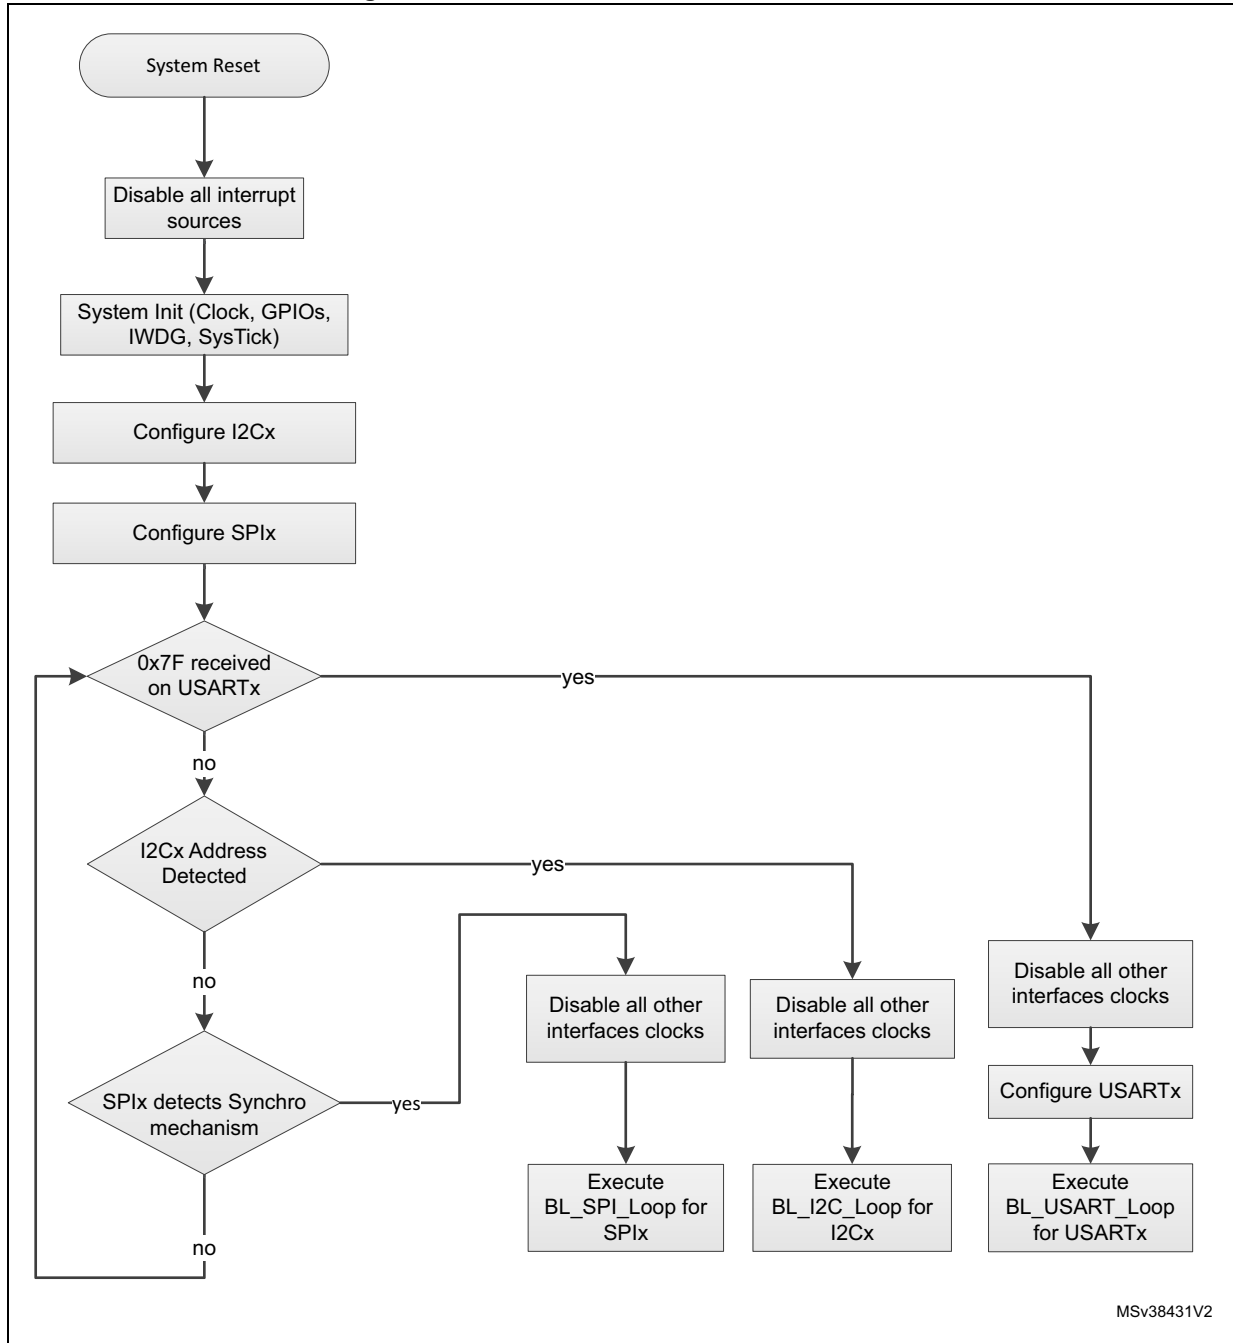 System Reset
Disable all interrupt
sources
System Init (Clock, GPIOs,
IWDG, SysTick)
Configure I2Cx
Configure SPIx
0x7F received
on USARTx
yes
no
I2Cx Address
Detected
yes
no
SPIx detects Synchro
mechanism
yes
no
Disable all other
interfaces clocks
Execute
BL_SPI_Loop for
SPIx
Disable all other
interfaces clocks
Execute
BL_I2C_Loop for
I2Cx
Disable all other
interfaces clocks
Configure USARTx
Execute
BL_USART_Loop
for USARTx
MSv38431V2